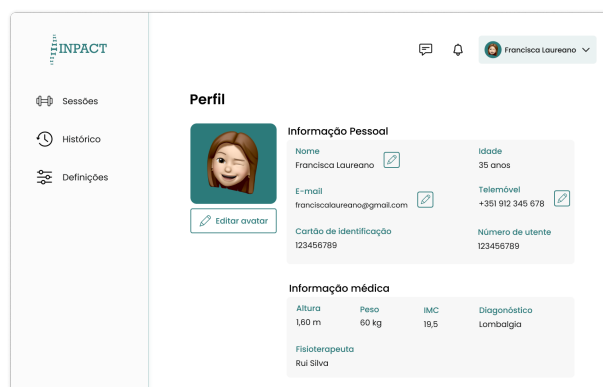 INPACT
Francisca Laureano
Sessões
Histórico
Definições
Perfil
Editar avatar
Informação Pessoal
Nome
Francisca Laureano
Idade
35 anos
E-mail
franciscalaureano@gmail.com
Telemóvel
+351 912 345 678
Cartão de identificação
123456789
Número de utente
123456789
Informação médica
Altura
1,60 m
Peso
60 kg
IMC
19,5
Diagonóstico
Lombalgia
Fisioterapeuta
Rui Silva